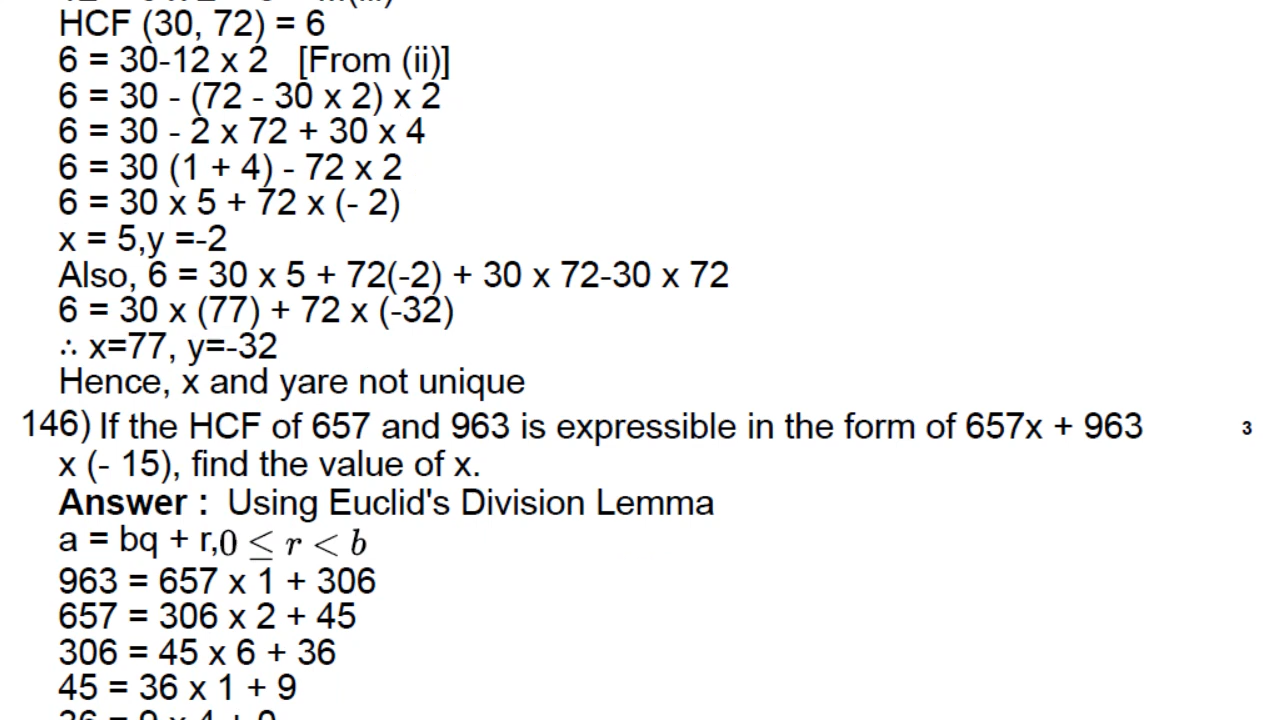 HCF (30, 72) = 6
6 = 30-12 x 2 [From (ii)]
6 = 30 - (72 - 30 x 2) x 2
6 = 30 - 2 x 72 + 30 x 4
6 = 30 (1 + 4) - 72 x 2
6 = 30 x 5 + 72 x (- 2)
x = 5,y =-2
Also, 6 = 30 x 5 + 72(-2) + 30 x 72-30 x 72
6 = 30 x (77) + 72 x (-32)
∴ x=77, y=-32
Hence, x and yare not unique
146) If the HCF of 657 and 963 is expressible in the form of 657x + 963 3
x (- 15), find the value of x.
Answer : Using Euclid's Division Lemma
a = bq + r,0 ≤ r < b
963 = 657 x 1 + 306
657 = 306 x 2 + 45
306 = 45 x 6 + 36
45 = 36 x 1 + 9
36 = 9 x 4 + 0